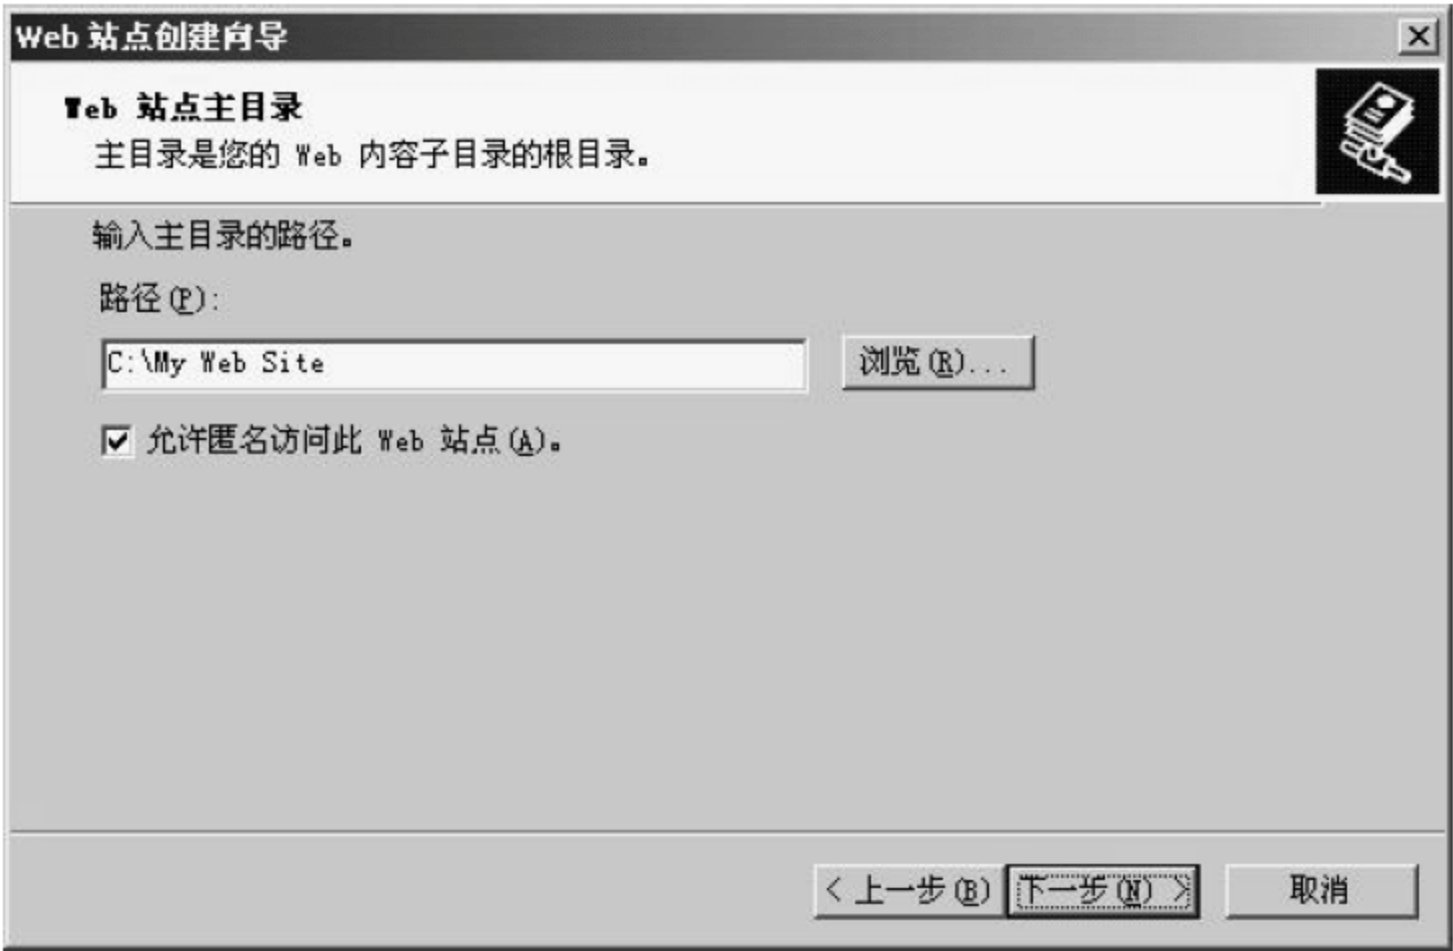 Web 站点创建向导
Web 站点主目录
主目录是您的 Web 内容子目录的根目录。
输入主目录的路径。
路径(P):
C:\My Web Site
浏览(R)...
允许匿名访问此 Web 站点(A)。
< 上一步(B)
下一步(N) >
取消